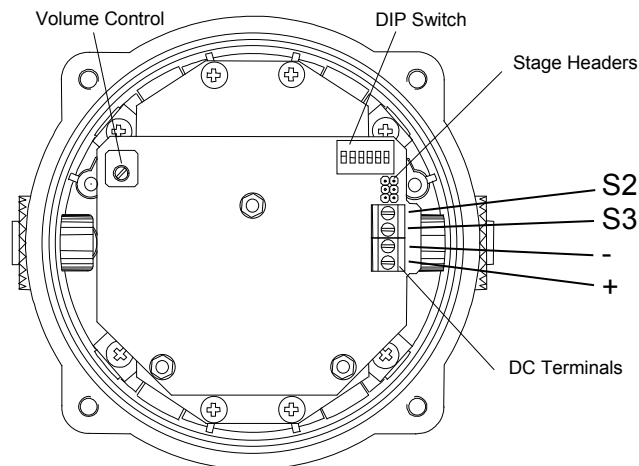 Volume Control
DIP Switch
Stage Headers
S2
S3
-
+
DC Terminals